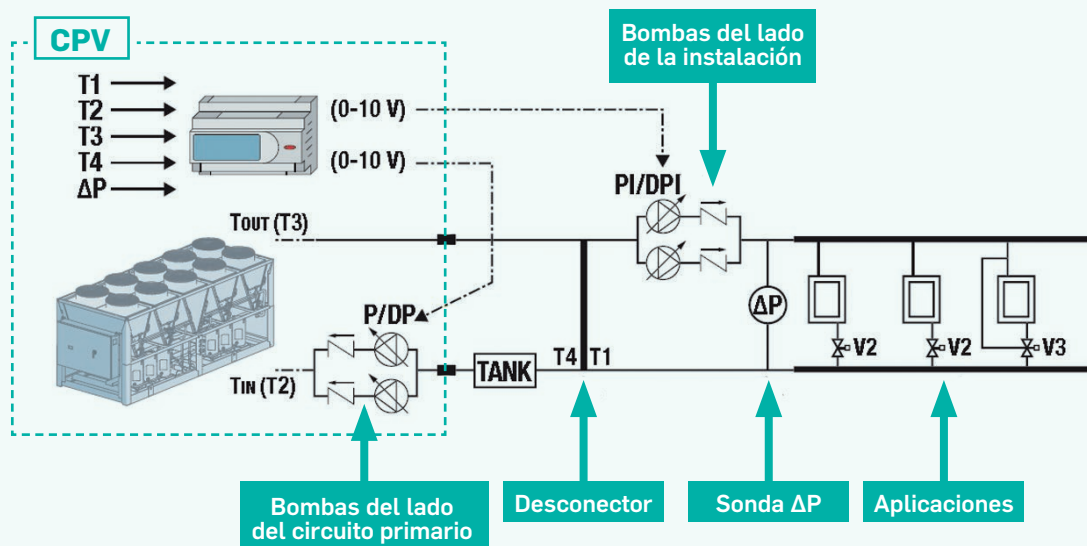 CPV
Bombas del lado
de la instalación
T1
T2
T3
T4
ΔP
(0-10 V)
(0-10 V)
PI/DPI
TOUT (T3)
P/DP
TIN (T2)
TANK
T4
T1
ΔP
V2
V2
V3
Bombas del lado
del circuito primario
Desconector
Sonda ΔP
Aplicaciones